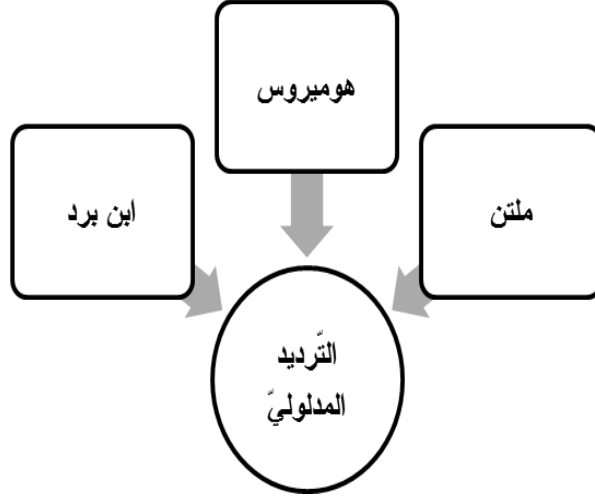 هوميروس
ملتن
ابن برد
التّرديد
المدلوليّ